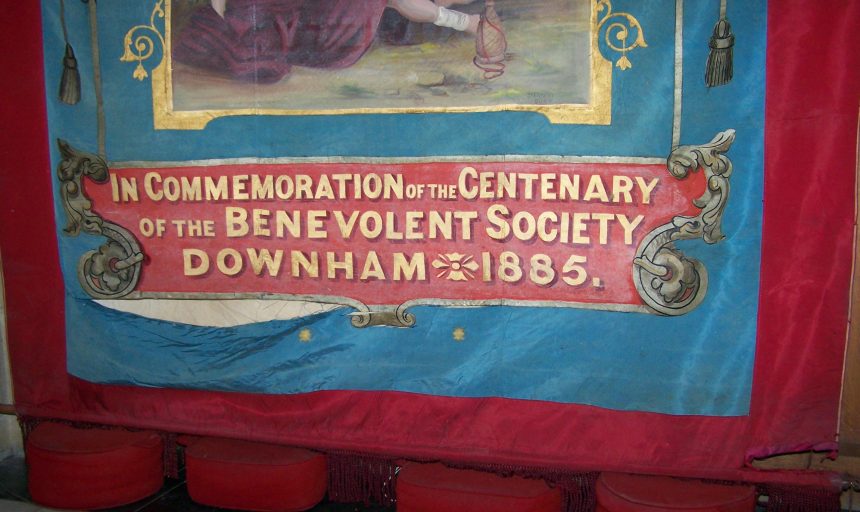 IN COMMEMORATION OF THE CENTENARY
OF THE BENEVOLENT SOCIETY
DOWNHAM 1885.